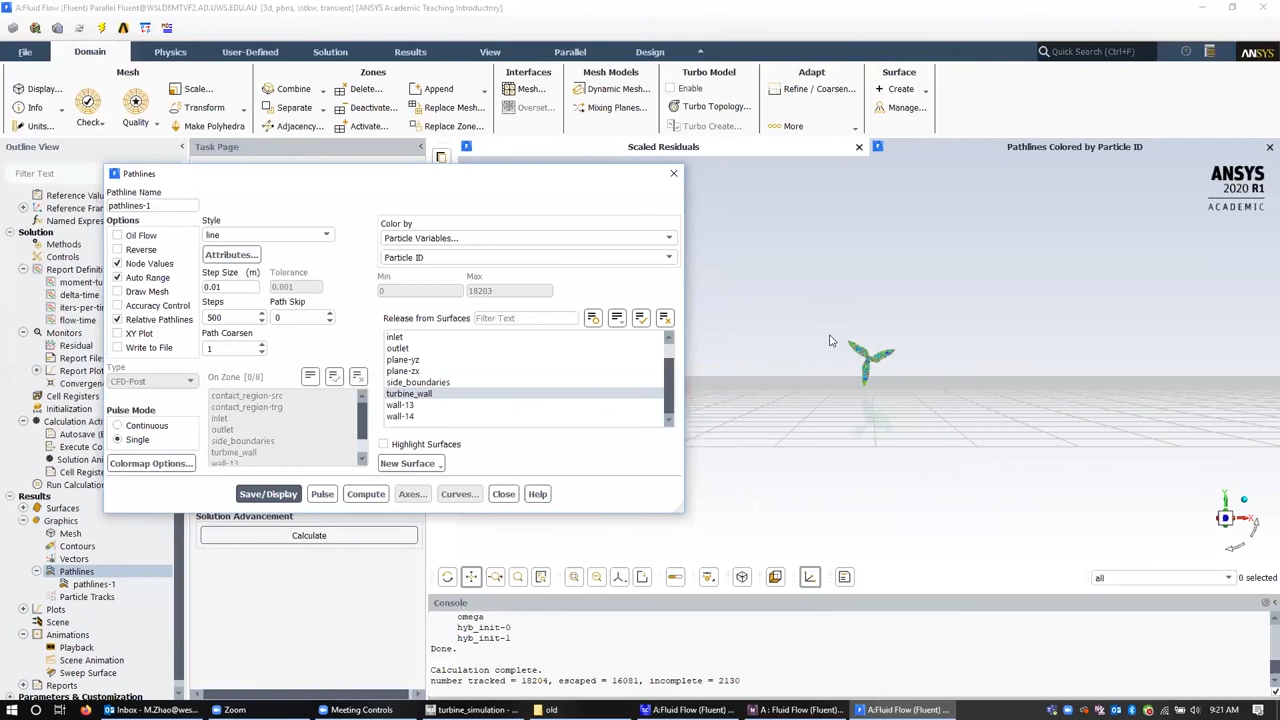 A:Fluid Flow (Fluent) Parallel Fluent@WSLD8MTVF2.AD.UWS.EDU.AU [3d, pbns, sstkw, transient] [ANSYS Academic Teaching Introductory]
File Domain Physics User-Defined Solution Results View Parallel Design Quick Search (Ctrl+F) ANSYS
Mesh Zones Interfaces Mesh Models Turbo Model Adapt Surface
Display... Scale... Combine Delete... Append Mesh... Dynamic Mesh... Enable Refine / Coarsen... Create
Info Check Quality Transform Separate Deactivate... Replace Mesh... Overset... Mixing Planes... Turbo Topology... Manage...
Units... Make Polyhedra Adjacency... Activate... Replace Zone... Turbo Create... More
Outline View Task Page Scaled Residuals Pathlines Colored by Particle ID
Filter Text
Reference Value
Reference Fram
Named Expres
Solution
Methods
Controls
Report Definiti
moment-tu
delta-time
iters-per-tim
flow-time
Monitors
Residual
Report Files
Report Plot
Convergenc
Cell Registers
Initialization
Calculation Acti
Autosave (E
Execute Co
Solution Ani
Cell Registe
Run Calculatio
Results
Surfaces
Graphics
Mesh
Contours
Vectors
Pathlines
pathlines-1
Particle Tracks
Plots
Scene
Animations
Playback
Scene Animation
Sweep Surface
Reports
Parameters & Customization
Pathlines
Pathline Name
pathlines-1
Options
Oil Flow
Reverse
Node Values
Auto Range
Draw Mesh
Accuracy Control
Relative Pathlines
XY Plot
Write to File
Type
CFD-Post
Pulse Mode
Continuous
Single
Colormap Options...
Style
line
Attributes...
Step Size (m) Tolerance
0.01 0.001
Steps Path Skip
500 0
Path Coarsen
1
On Zone [0/8]
contact_region-src
contact_region-trg
inlet
outlet
side_boundaries
turbine_wall
wall-13
Color by
Particle Variables...
Particle ID
Min Max
0 18203
Release from Surfaces Filter Text
inlet
outlet
plane-yz
plane-zx
side_boundaries
turbine_wall
wall-13
wall-14
Highlight Surfaces
New Surface
Save/Display Pulse Compute Axes... Curves... Close Help
Solution Advancement
Calculate
ANSYS
2020 R1
ACADEMIC
Y
X
all 0 selected
Console
omega
hyb_init-0
hyb_init-1
Done.
Calculation complete.
number tracked = 18204, escaped = 16081, incomplete = 2130
Inbox - M.Zhao@wes... Zoom Meeting Controls turbine_simulation - ... old A:Fluid Flow (Fluent) ... A : Fluid Flow (Fluen... A:Fluid Flow (Fluent) ... 9:21 AM